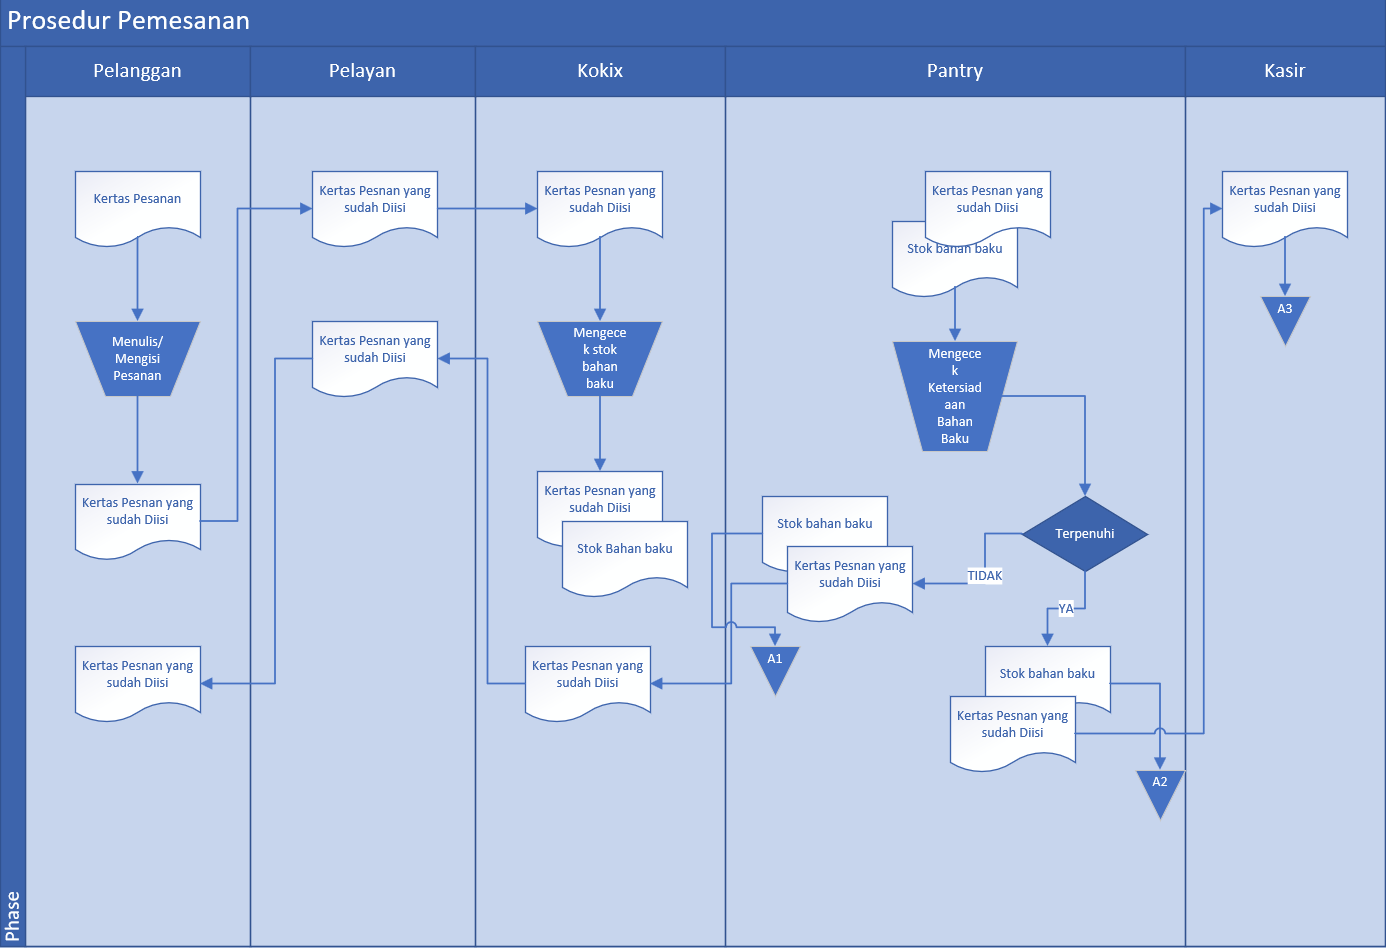 Prosedur Pemesanan
Pelanggan
Pelayan
Kokix
Pantry
Kasir
Phase
Kertas Pesanan
Menulis/
Mengisi
Pesanan
Kertas Pesnan yang
sudah Diisi
Kertas Pesnan yang
sudah Diisi
Kertas Pesnan yang
sudah Diisi
Kertas Pesnan yang
sudah Diisi
Kertas Pesnan yang
sudah Diisi
Mengece
k stok
bahan
baku
Kertas Pesnan yang
sudah Diisi
Stok Bahan baku
Kertas Pesnan yang
sudah Diisi
Kertas Pesnan yang
sudah Diisi
Stok bahan baku
Mengece
k
Ketersiad
aan
Bahan
Baku
Terpenuhi
TIDAK
YA
Stok bahan baku
Kertas Pesnan yang
sudah Diisi
A1
Stok bahan baku
Kertas Pesnan yang
sudah Diisi
A2
Kertas Pesnan yang
sudah Diisi
A3